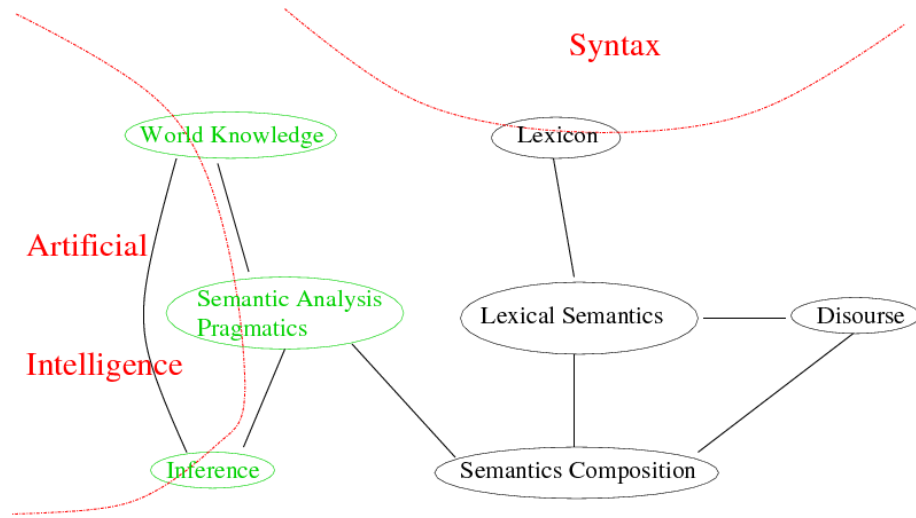 Syntax
World Knowledge
Lexicon
Artificial
Semantic Analysis
Pragmatics
Lexical Semantics
Disourse
Intelligence
Inference
Semantics Composition